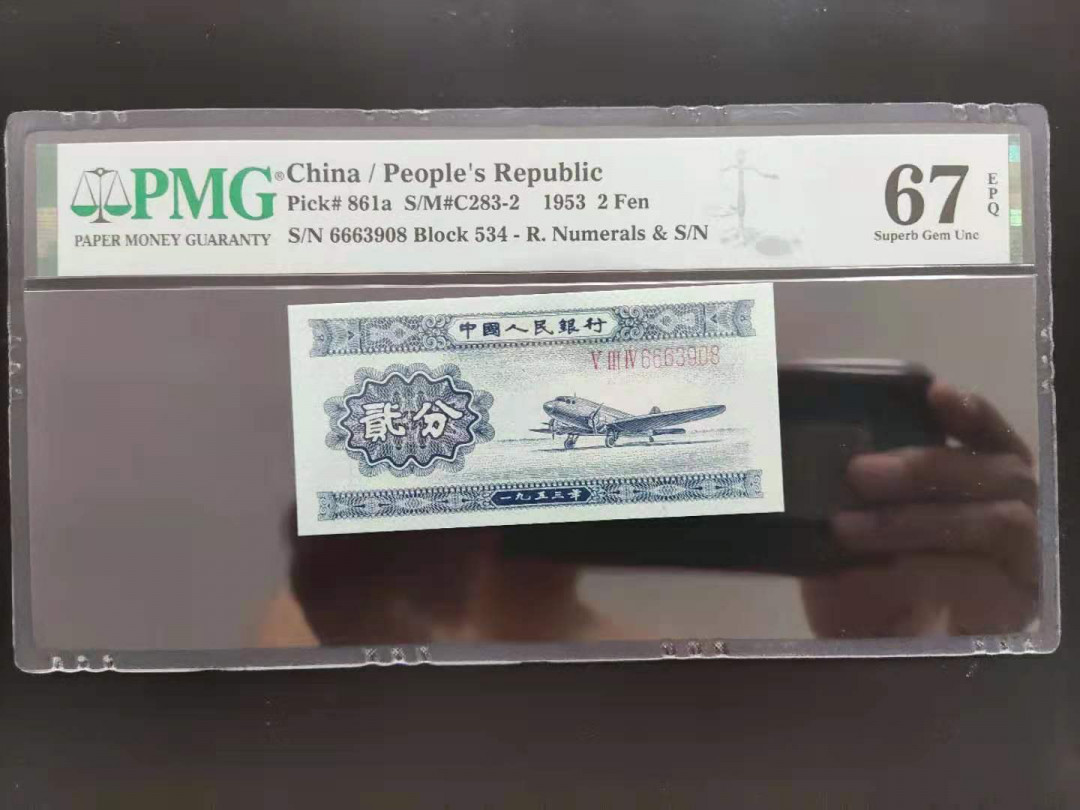 PMG®
PAPER MONEY GUARANTY
China / People's Republic
Pick# 861a S/M#C283-2 1953 2 Fen
S/N 6663908 Block 534 - R. Numerals & S/N
67
EPQ
Superb Gem Unc
中國人民銀行
V III IV 6663908
貳分
一九五三年